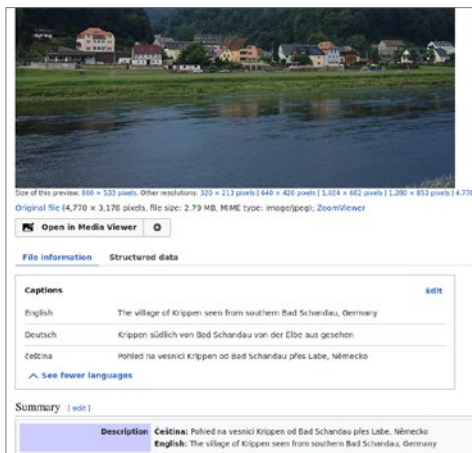 Size of this preview: 800 × 533 pixels. Other resolutions: 320 × 213 pixels | 640 × 426 pixels | 1,024 × 682 pixels | 1,280 × 853 pixels | 4,770
Original file (4,770 × 3,178 pixels, file size: 2.79 MB, MIME type: image/jpeg); ZoomViewer
Open in Media Viewer
File information Structured data
Captions Edit
English The village of Krippen seen from southern Bad Schandau, Germany
Deutsch Krippen südlich von Bad Schandau von der Elbe aus gesehen
čeština Pohled na vesnici Krippen od Bad Schandau přes Labe, Německo
See fewer languages
Summary [ edit ]
Description Čeština: Pohled na vesnici Krippen od Bad Schandau přes Labe, Německo
English: The village of Krippen seen from southern Bad Schandau, Germany